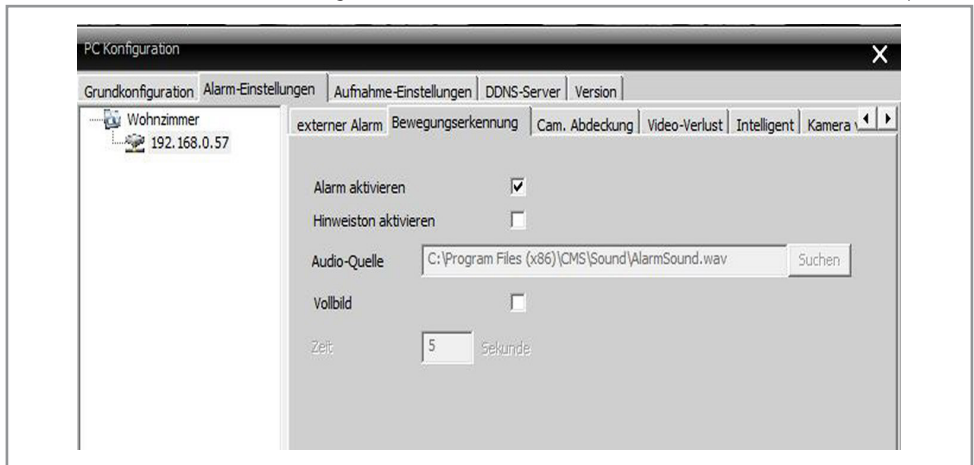 PC Konfiguration
Grundkonfiguration Alarm-Einstellungen Aufnahme-Einstellungen DDNS-Server Version
Wohnzimmer
192.168.0.57
externer Alarm Bewegungserkennung Cam. Abdeckung Video-Verlust Intelligent Kamera
Alarm aktivieren
Hinweiston aktivieren
Audio-Quelle C:\Program Files (x86)\CMS\Sound\AlarmSound.wav Suchen
Vollbild
Zeit 5 Sekunde